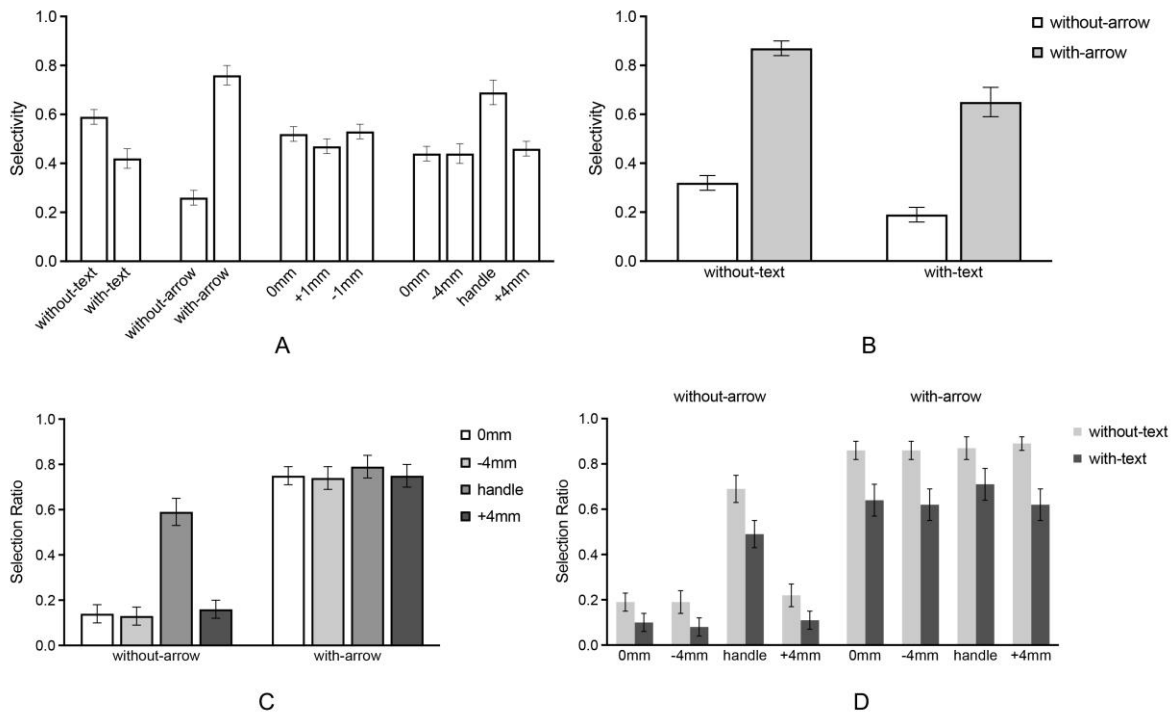 Selectivity
1.0
0.8
0.6
0.4
0.2
0.0
without-text
with-text
without-arrow
with-arrow
0mm
+1mm
-1mm
0mm
-4mm
handle
+4mm
A
Selectivity
1.0
0.8
0.6
0.4
0.2
0.0
without-text
with-text
without-arrow
with-arrow
B
Selection Ratio
1.0
0.8
0.6
0.4
0.2
0.0
without-arrow
with-arrow
0mm
-4mm
handle
+4mm
C
without-arrow
with-arrow
Selection Ratio
1.0
0.8
0.6
0.4
0.2
0.0
0mm
-4mm
handle
+4mm
0mm
-4mm
handle
+4mm
without-text
with-text
D